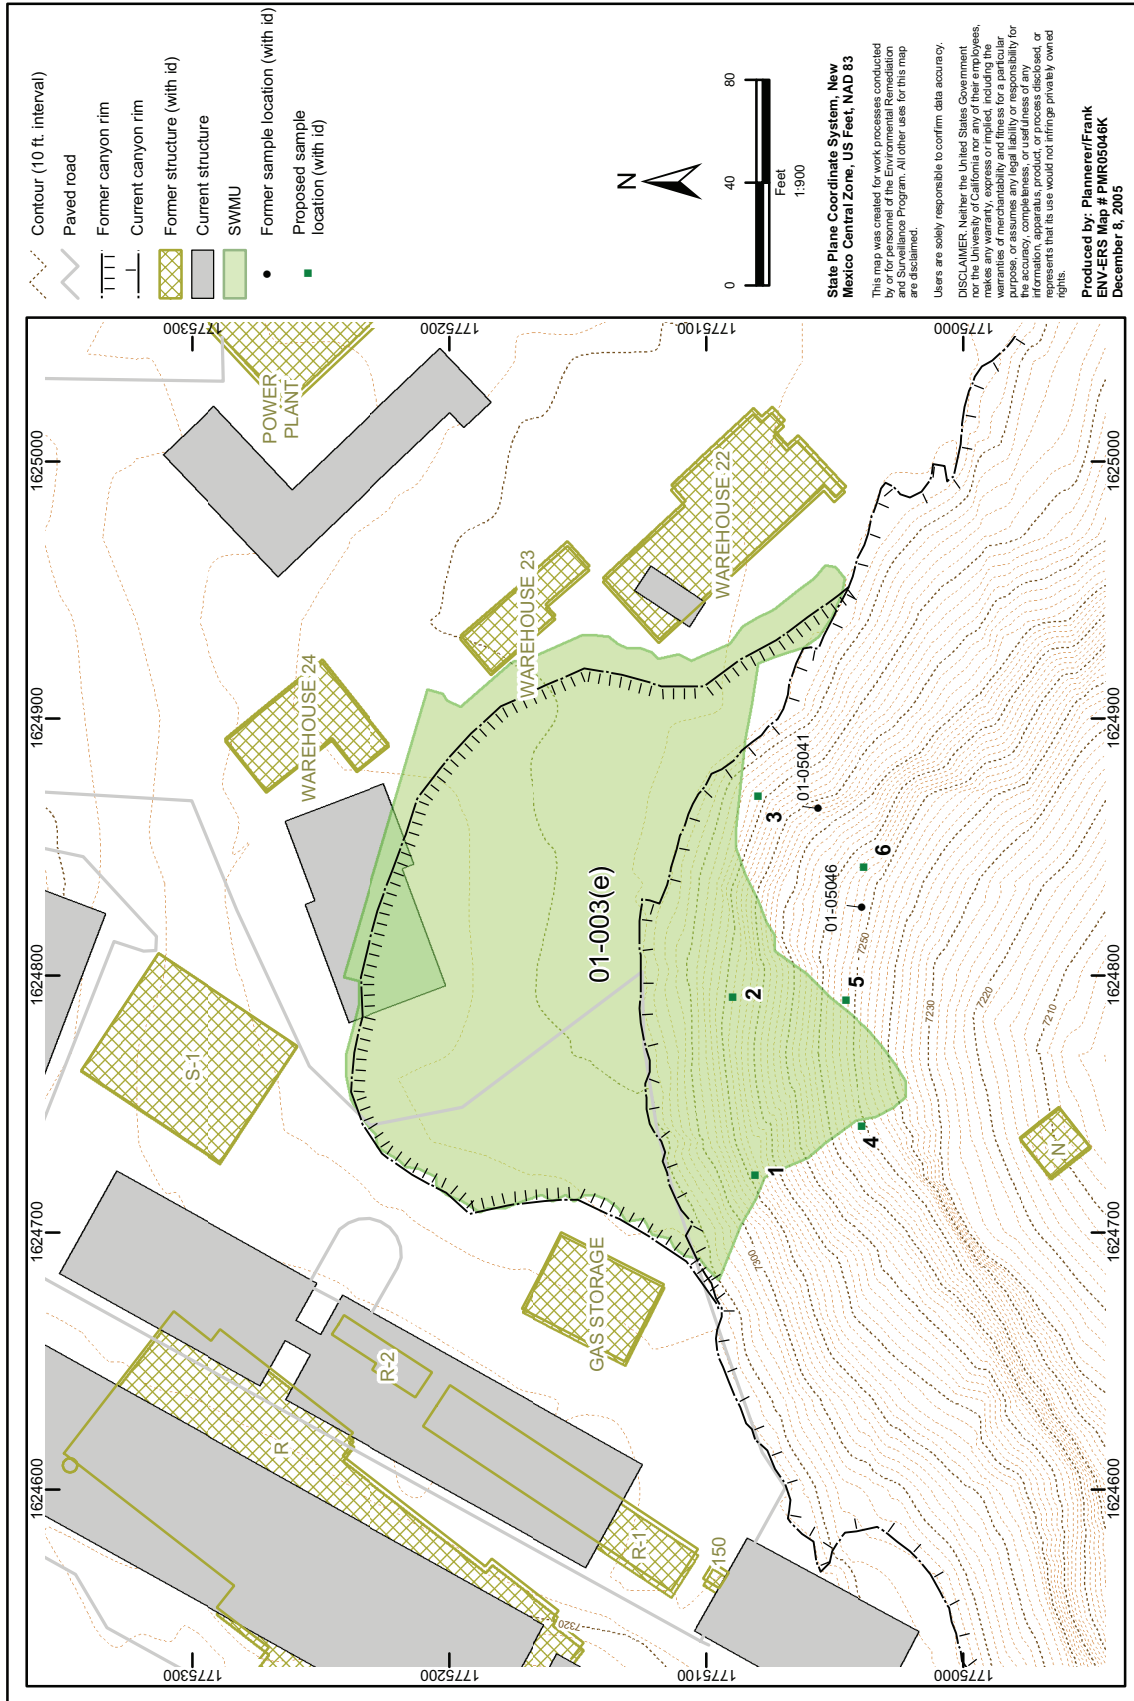 1624600
1624700
1624800
1624900
1625000
1775300
1775200
1775100
1775000
1775300
1775200
1775100
1775000
1624600
1624700
1624800
1624900
1625000
S-1
WAREHOUSE 24
POWER
PLANT
R
R-2
R-1
150
7320
GAS STORAGE
WAREHOUSE 23
WAREHOUSE 22
01-003(e)
7300
1
2
3
01-05041
01-05046
6
5
4
7250
7230
7220
7210
N
Contour (10 ft. interval)
Paved road
Former canyon rim
Current canyon rim
Former structure (with id)
Current structure
SWMU
Former sample location (with id)
Proposed sample
location (with id)
N
0
40
80
Feet
1:900
State Plane Coordinate System, New
Mexico Central Zone, US Feet, NAD 83
This map was created for work processes conducted
by or for personnel of the Environmental Remediation
and Surveillance Program. All other uses for this map
are disclaimed.
Users are solely responsible to confirm data accuracy.
DISCLAIMER. Neither the United States Government
nor the University of California nor any of their employees,
makes any warranty, express or implied, including the
warranties of merchantability and fitness for a particular
purpose, or assumes any legal liability or responsibility for
the accuracy, completeness, or usefulness of any
information, apparatus, product, or process disclosed, or
represents that its use would not infringe privately owned
rights.
Produced by: Plannerer/Frank
ENV-ERS Map # PMR05046K
December 8, 2005